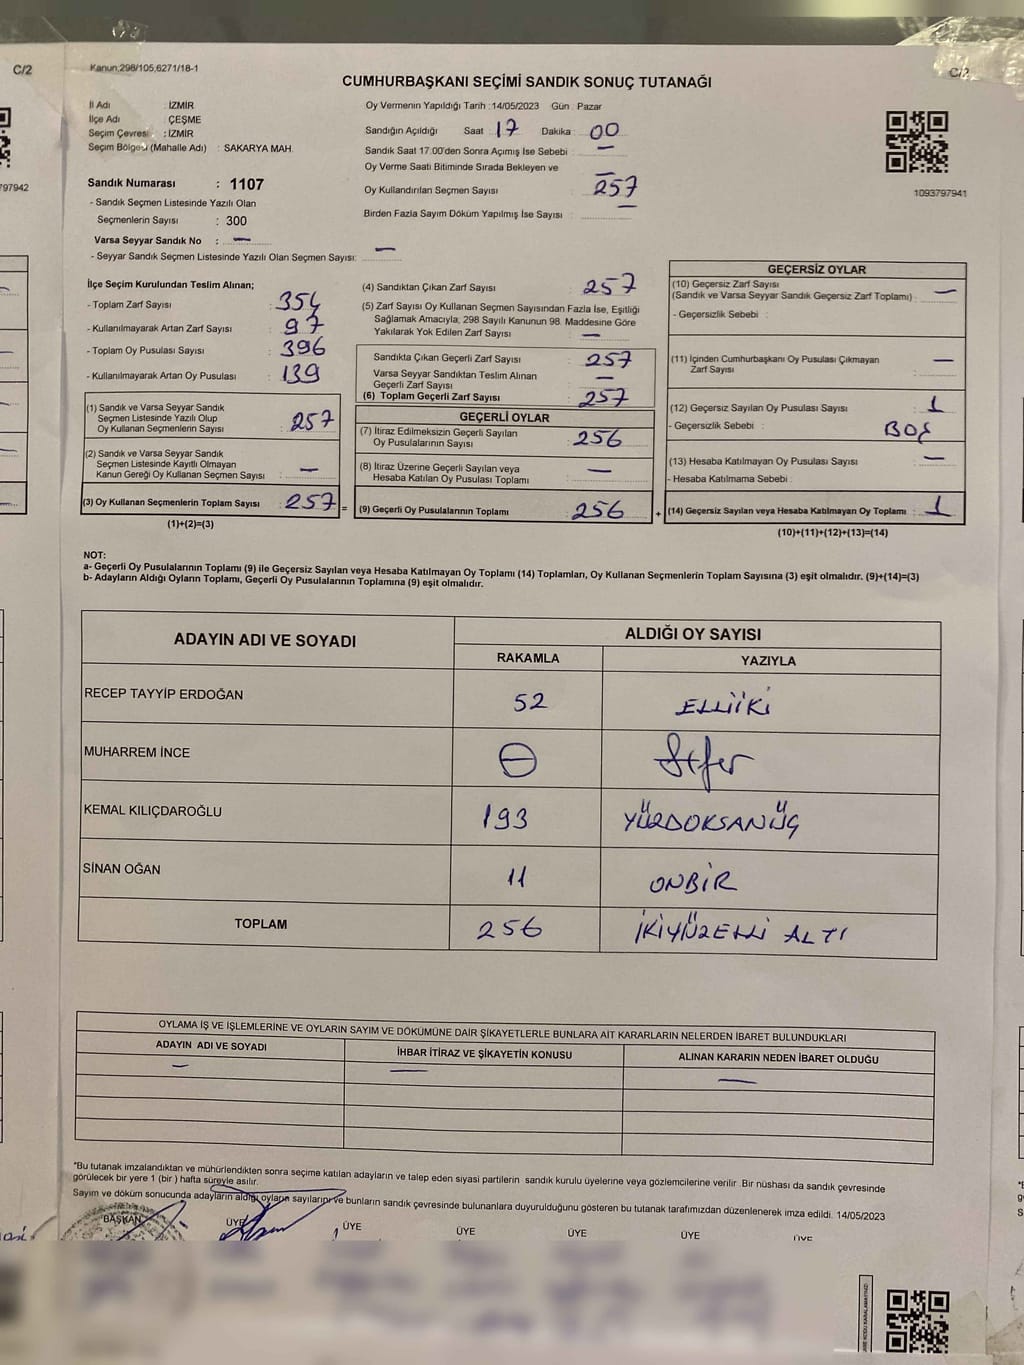 C/2
Kanun,298/105,6271/18-1
C/2
CUMHURBAŞKANI SEÇİMİ SANDIK SONUÇ TUTANAĞI
İl Adı : İZMİR
İlçe Adı : ÇEŞME
Seçim Çevresi : İZMİR
Seçim Bölgesi (Mahalle Adı) : SAKARYA MAH.
Sandık Numarası : 1107
- Sandık Seçmen Listesinde Yazılı Olan
Seçmenlerin Sayısı : 300
Varsa Seyyar Sandık No : —
- Seyyar Sandık Seçmen Listesinde Yazılı Olan Seçmen Sayısı: —
Oy Vermenin Yapıldığı Tarih :14/05/2023 Gün : Pazar
Sandığın Açıldığı Saat : 17 Dakika : 00
Sandık Saat 17:00'den Sonra Açımış İse Sebebi : —
Oy Verme Saati Bitiminde Sırada Bekleyen ve
Oy Kullandırılan Seçmen Sayısı : 257
Birden Fazla Sayım Döküm Yapılmış İse Sayısı : —
1093797941
797942
İlçe Seçim Kurulundan Teslim Alınan;
- Toplam Zarf Sayısı : 354
- Kullanılmayarak Artan Zarf Sayısı : 97
- Toplam Oy Pusulası Sayısı : 396
- Kullanılmayarak Artan Oy Pusulası : 139
(1) Sandık ve Varsa Seyyar Sandık
Seçmen Listesinde Yazılı Olup
Oy Kullanan Seçmenlerin Sayısı : 257
(2) Sandık ve Varsa Seyyar Sandık
Seçmen Listesinde Kayıtlı Olmayan
Kanun Gereği Oy Kullanan Seçmen Sayısı : —
(3) Oy Kullanan Seçmenlerin Toplam Sayısı : 257 =
(1)+(2)=(3)
(4) Sandıktan Çıkan Zarf Sayısı : 257
(5) Zarf Sayısı Oy Kullanan Seçmen Sayısından Fazla İse, Eşitliği
Sağlamak Amacıyla, 298 Sayılı Kanunun 98. Maddesine Göre
Yakılarak Yok Edilen Zarf Sayısı : —
Sandıkta Çıkan Geçerli Zarf Sayısı : 257
Varsa Seyyar Sandıktan Teslim Alınan
Geçerli Zarf Sayısı : —
(6) Toplam Geçerli Zarf Sayısı : 257
GEÇERLİ OYLAR
(7) İtiraz Edilmeksizin Geçerli Sayılan
Oy Pusulalarının Sayısı : 256
(8) İtiraz Üzerine Geçerli Sayılan veya
Hesaba Katılan Oy Pusulası Toplamı : —
(9) Geçerli Oy Pusulalarının Toplamı : 256 +
GEÇERSİZ OYLAR
(10) Geçersiz Zarf Sayısı
(Sandık ve Varsa Seyyar Sandık Geçersiz Zarf Toplamı) : —
- Geçersizlik Sebebi :
(11) İçinden Cumhurbaşkanı Oy Pusulası Çıkmayan
Zarf Sayısı : —
(12) Geçersiz Sayılan Oy Pusulası Sayısı : 1
- Geçersizlik Sebebi : BOŞ
(13) Hesaba Katılmayan Oy Pusulası Sayısı : —
- Hesaba Katılmama Sebebi :
(14) Geçersiz Sayılan veya Hesaba Katılmayan Oy Toplamı : 1
(10)+(11)+(12)+(13)=(14)
NOT:
a- Geçerli Oy Pusulalarının Toplamı (9) ile Geçersiz Sayılan veya Hesaba Katılmayan Oy Toplamı (14) Toplamları, Oy Kullanan Seçmenlerin Toplam Sayısına (3) eşit olmalıdır. (9)+(14)=(3)
b- Adayların Aldığı Oyların Toplamı, Geçerli Oy Pusulalarının Toplamına (9) eşit olmalıdır.
ADAYIN ADI VE SOYADI
ALDIĞI OY SAYISI
RAKAMLA YAZIYLA
RECEP TAYYİP ERDOĞAN 52 ELLİİKİ
MUHARREM İNCE Sıfır
KEMAL KILIÇDAROĞLU 193 YÜZDOKSANÜÇ
SİNAN OĞAN 11 ONBİR
TOPLAM 256 İKİYÜZELLİ ALTI
OYLAMA İŞ VE İŞLEMLERİNE VE OYLARIN SAYIM VE DÖKÜMÜNE DAİR ŞİKAYETLERLE BUNLARA AİT KARARLARIN NELERDEN İBARET BULUNDUKLARI
ADAYIN ADI VE SOYADI İHBAR İTİRAZ VE ŞİKAYETİN KONUSU ALINAN KARARIN NEDEN İBARET OLDUĞU
— — —
*Bu tutanak imzalandıktan ve mühürlendikten sonra seçime katılan adayların ve talep eden siyasi partilerin sandık kurulu üyelerine veya gözlemcilerine verilir. Bir nüshası da sandık çevresinde
görülecek bir yere 1 (bir ) hafta süreyle asılır.
Sayım ve döküm sonucunda adayların aldığı oyların sayılarını ve bunların sandık çevresinde bulunanlara duyurulduğunu gösteren bu tutanak tarafımızdan düzenlenerek imza edildi. 14/05/2023
BAŞKAN ÜYE ÜYE ÜYE ÜYE ÜYE ÜYE